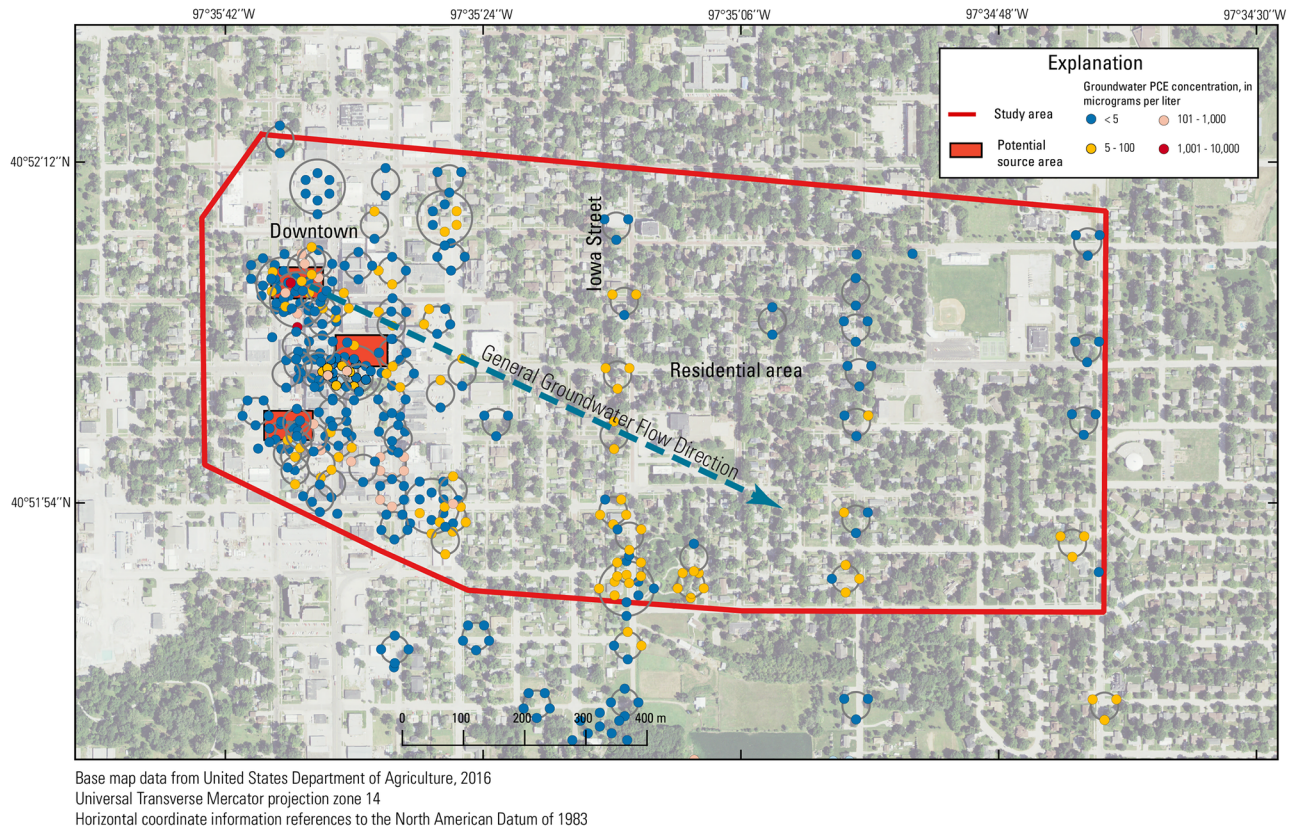 97°35'42"W
97°35'24"W
97°35'06"W
97°34'48"W
97°34'30"W
40°52'12"N
40°51'54"N
Explanation
Study area
Potential
source area
Groundwater PCE concentration, in
micrograms per liter
< 5
101 - 1,000
5 - 100
1,001 - 10,000
Downtown
Iowa Street
Residential area
General Groundwater Flow Direction
0 100 200 300 400 m
Base map data from United States Department of Agriculture, 2016
Universal Transverse Mercator projection zone 14
Horizontal coordinate information references to the North American Datum of 1983